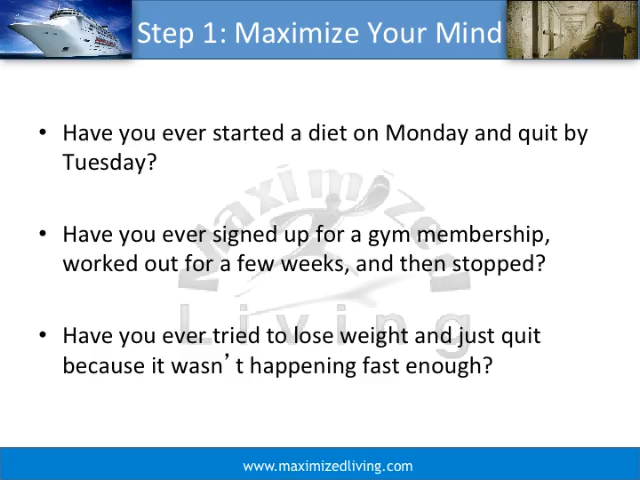 Step 1: Maximize Your Mind
• Have you ever started a diet on Monday and quit by
Tuesday?
• Have you ever signed up for a gym membership,
worked out for a few weeks, and then stopped?
• Have you ever tried to lose weight and just quit
because it wasn’t happening fast enough?
Maximized
Living
www.maximizedliving.com